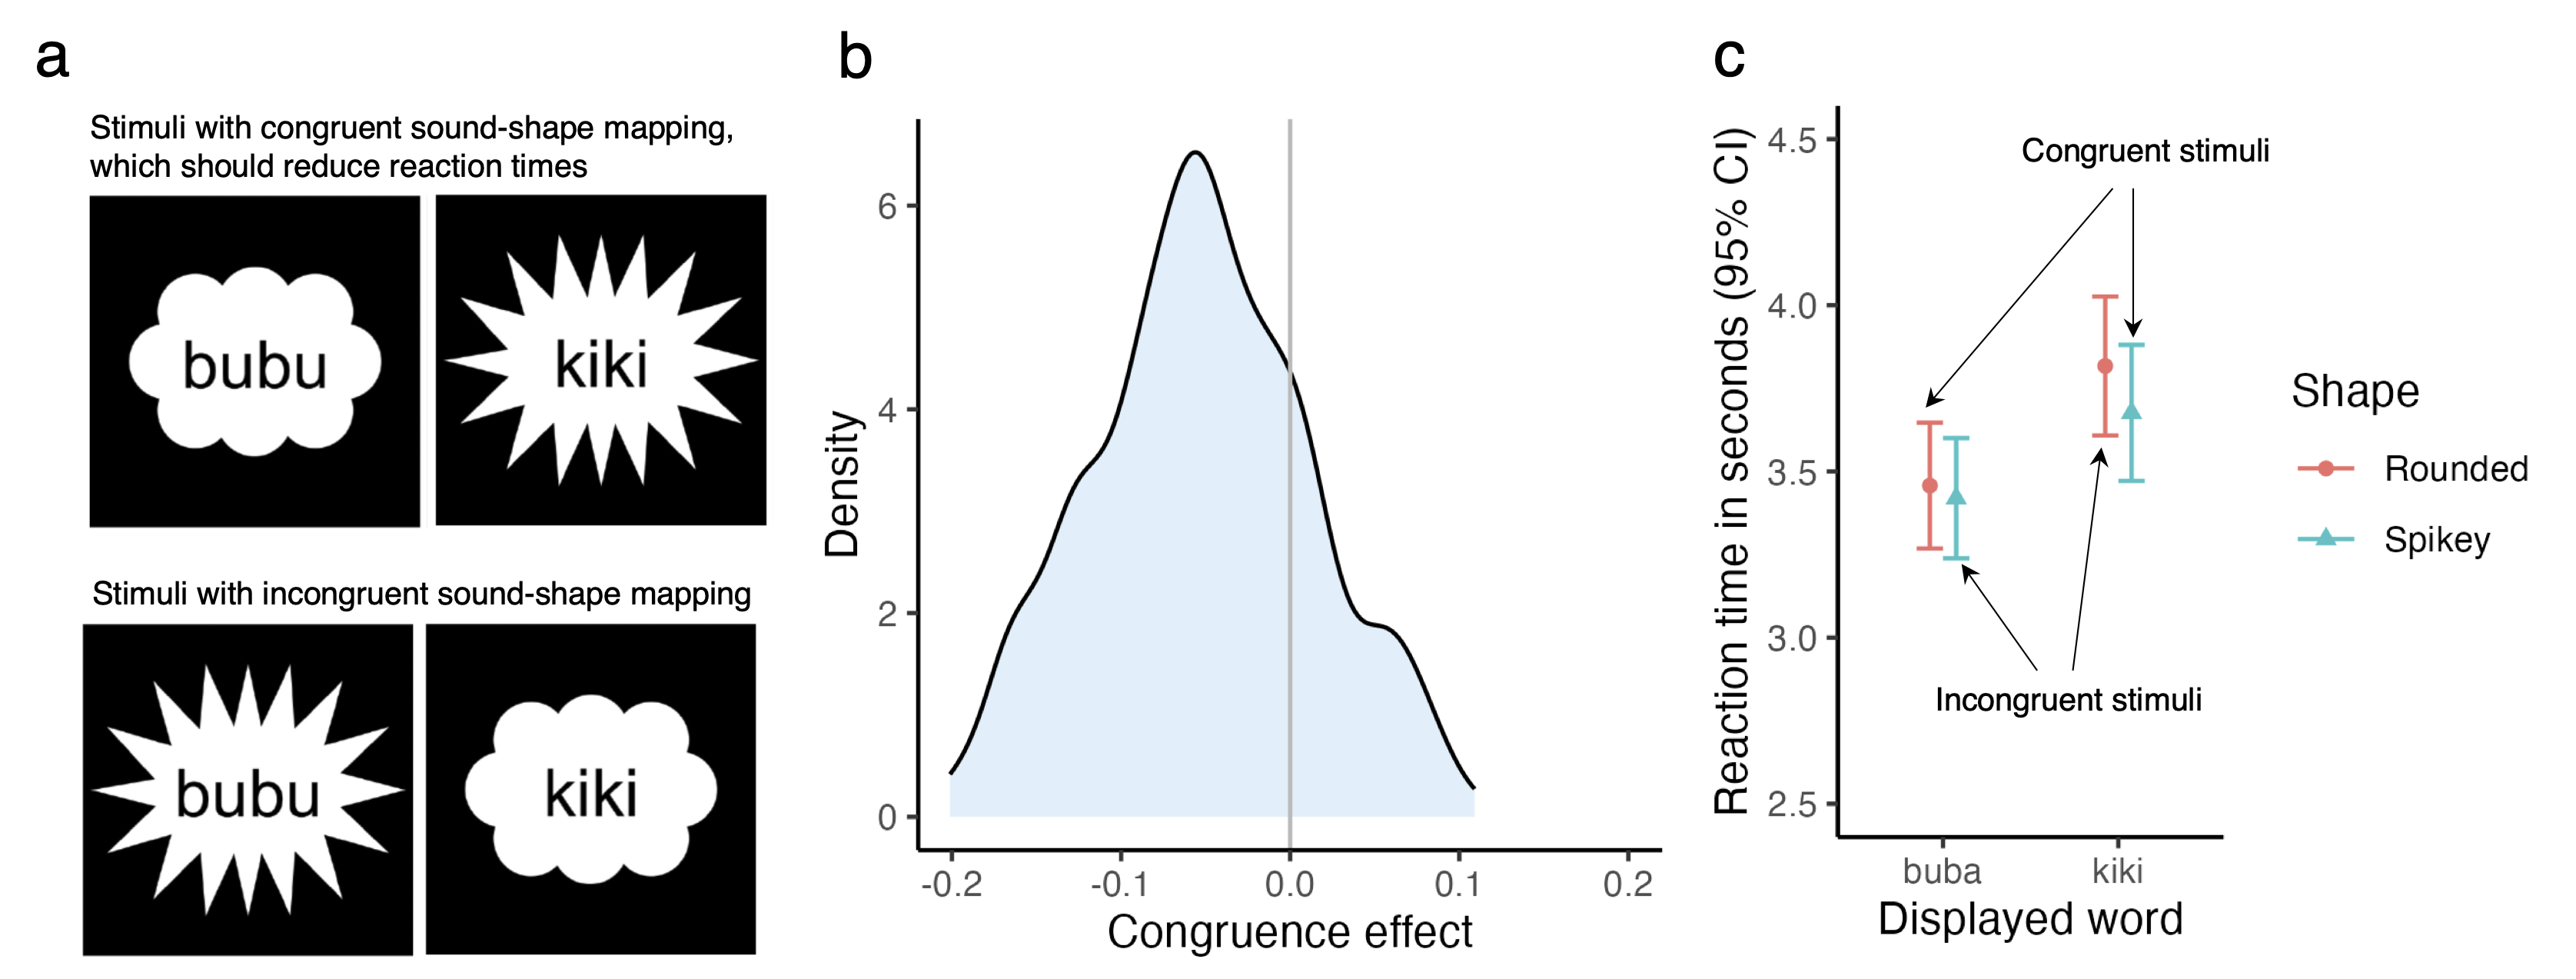 a
Stimuli with congruent sound-shape mapping,
which should reduce reaction times
bubu
kiki
Stimuli with incongruent sound-shape mapping
bubu
kiki
b
Density
6
4
2
0
-0.2
-0.1
0.0
0.1
0.2
Congruence effect
c
Reaction time in seconds (95% CI)
4.5
4.0
3.5
3.0
2.5
Congruent stimuli
Incongruent stimuli
buba
kiki
Displayed word
Shape
Rounded
Spikey